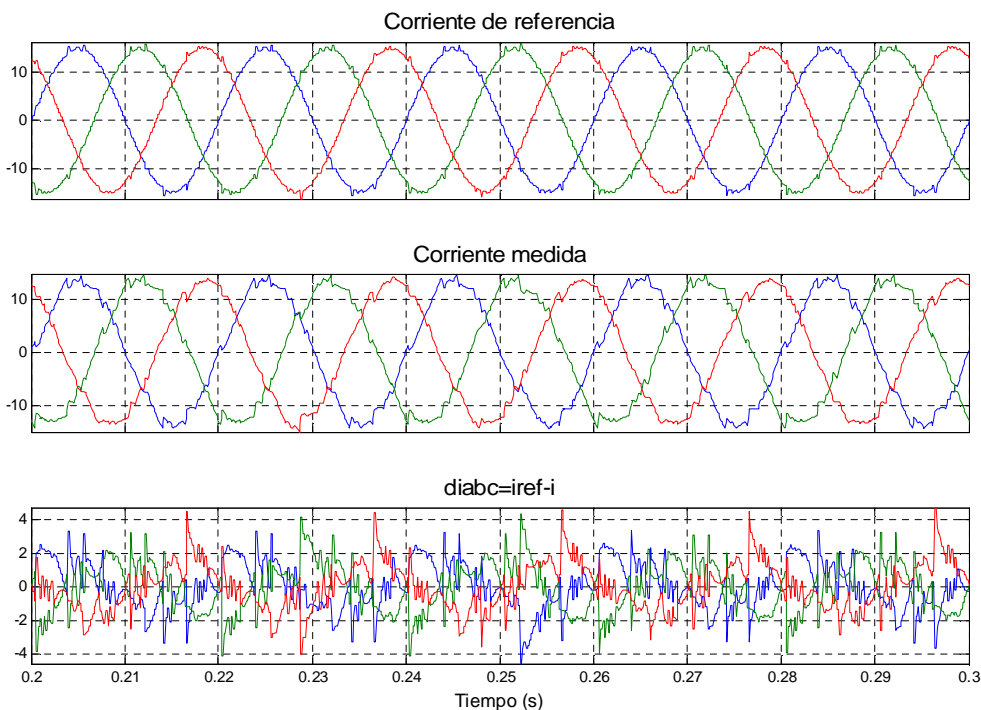 Corriente de referencia
10
0
-10
Corriente medida
10
0
-10
diabc=iref-i
4
2
0
-2
-4
0.2 0.21 0.22 0.23 0.24 0.25 0.26 0.27 0.28 0.29 0.3
Tiempo (s)